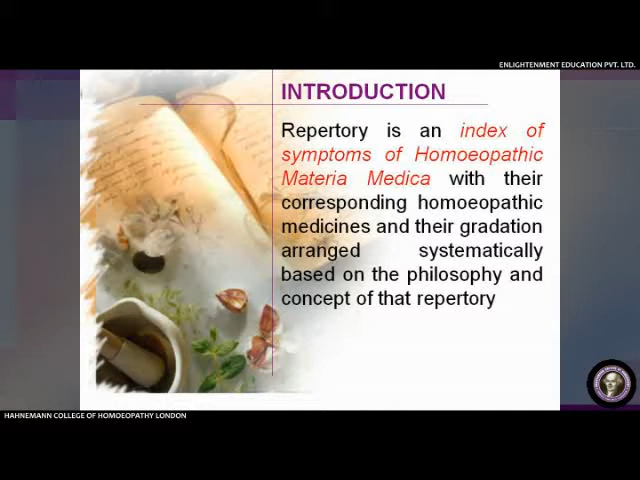 ENLIGHTENMENT EDUCATION PVT. LTD.
INTRODUCTION
Repertory is an index of
symptoms of Homoeopathic
Materia Medica with their
corresponding homoeopathic
medicines and their gradation
arranged systematically
based on the philosophy and
concept of that repertory
HAHNEMANN COLLEGE OF HOMOEOPATHY LONDON